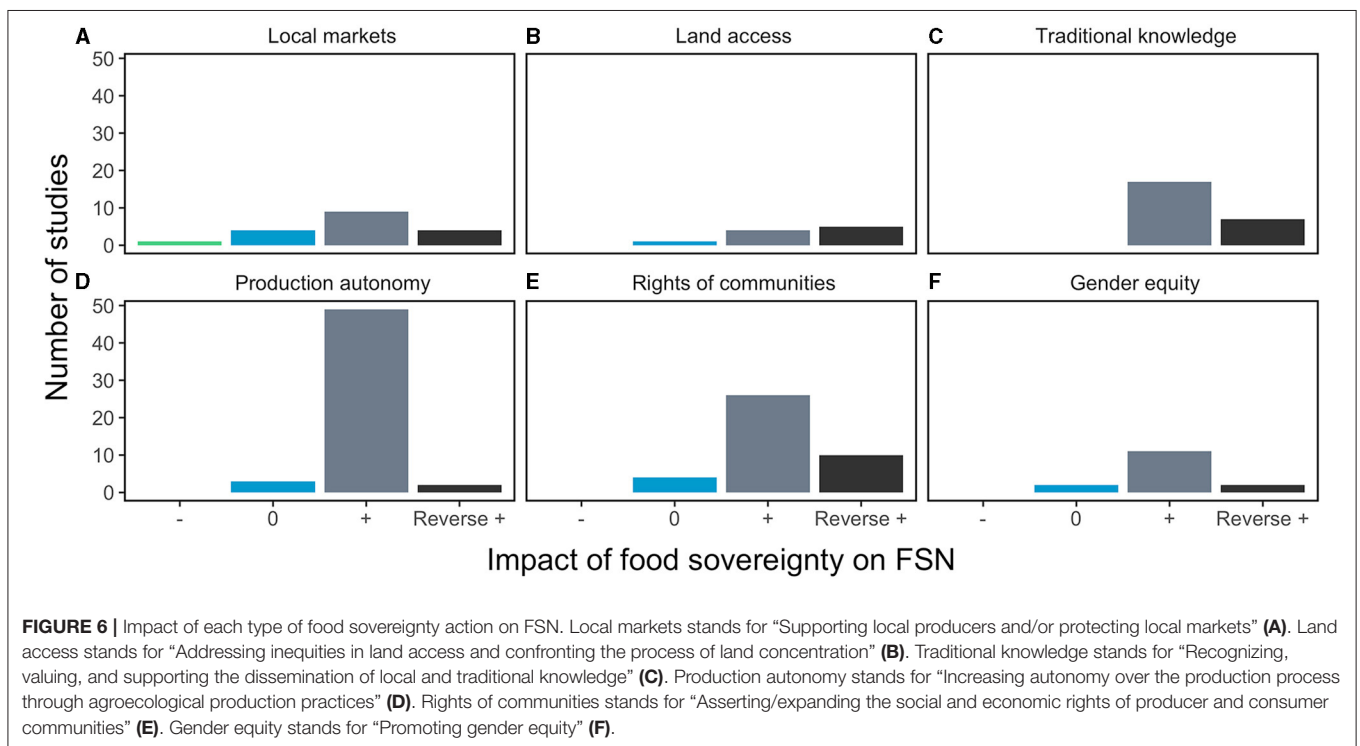 A Local markets
B Land access
C Traditional knowledge
50
40
30
20
10
0
Number of studies
D Production autonomy
E Rights of communities
F Gender equity
50
40
30
20
10
0
- 0 + Reverse +
- 0 + Reverse +
- 0 + Reverse +
Impact of food sovereignty on FSN
FIGURE 6 | Impact of each type of food sovereignty action on FSN. Local markets stands for “Supporting local producers and/or protecting local markets” (A). Land
access stands for “Addressing inequities in land access and confronting the process of land concentration” (B). Traditional knowledge stands for “Recognizing,
valuing, and supporting the dissemination of local and traditional knowledge” (C). Production autonomy stands for “Increasing autonomy over the production process
through agroecological production practices” (D). Rights of communities stands for “Asserting/expanding the social and economic rights of producer and consumer
communities” (E). Gender equity stands for “Promoting gender equity” (F).